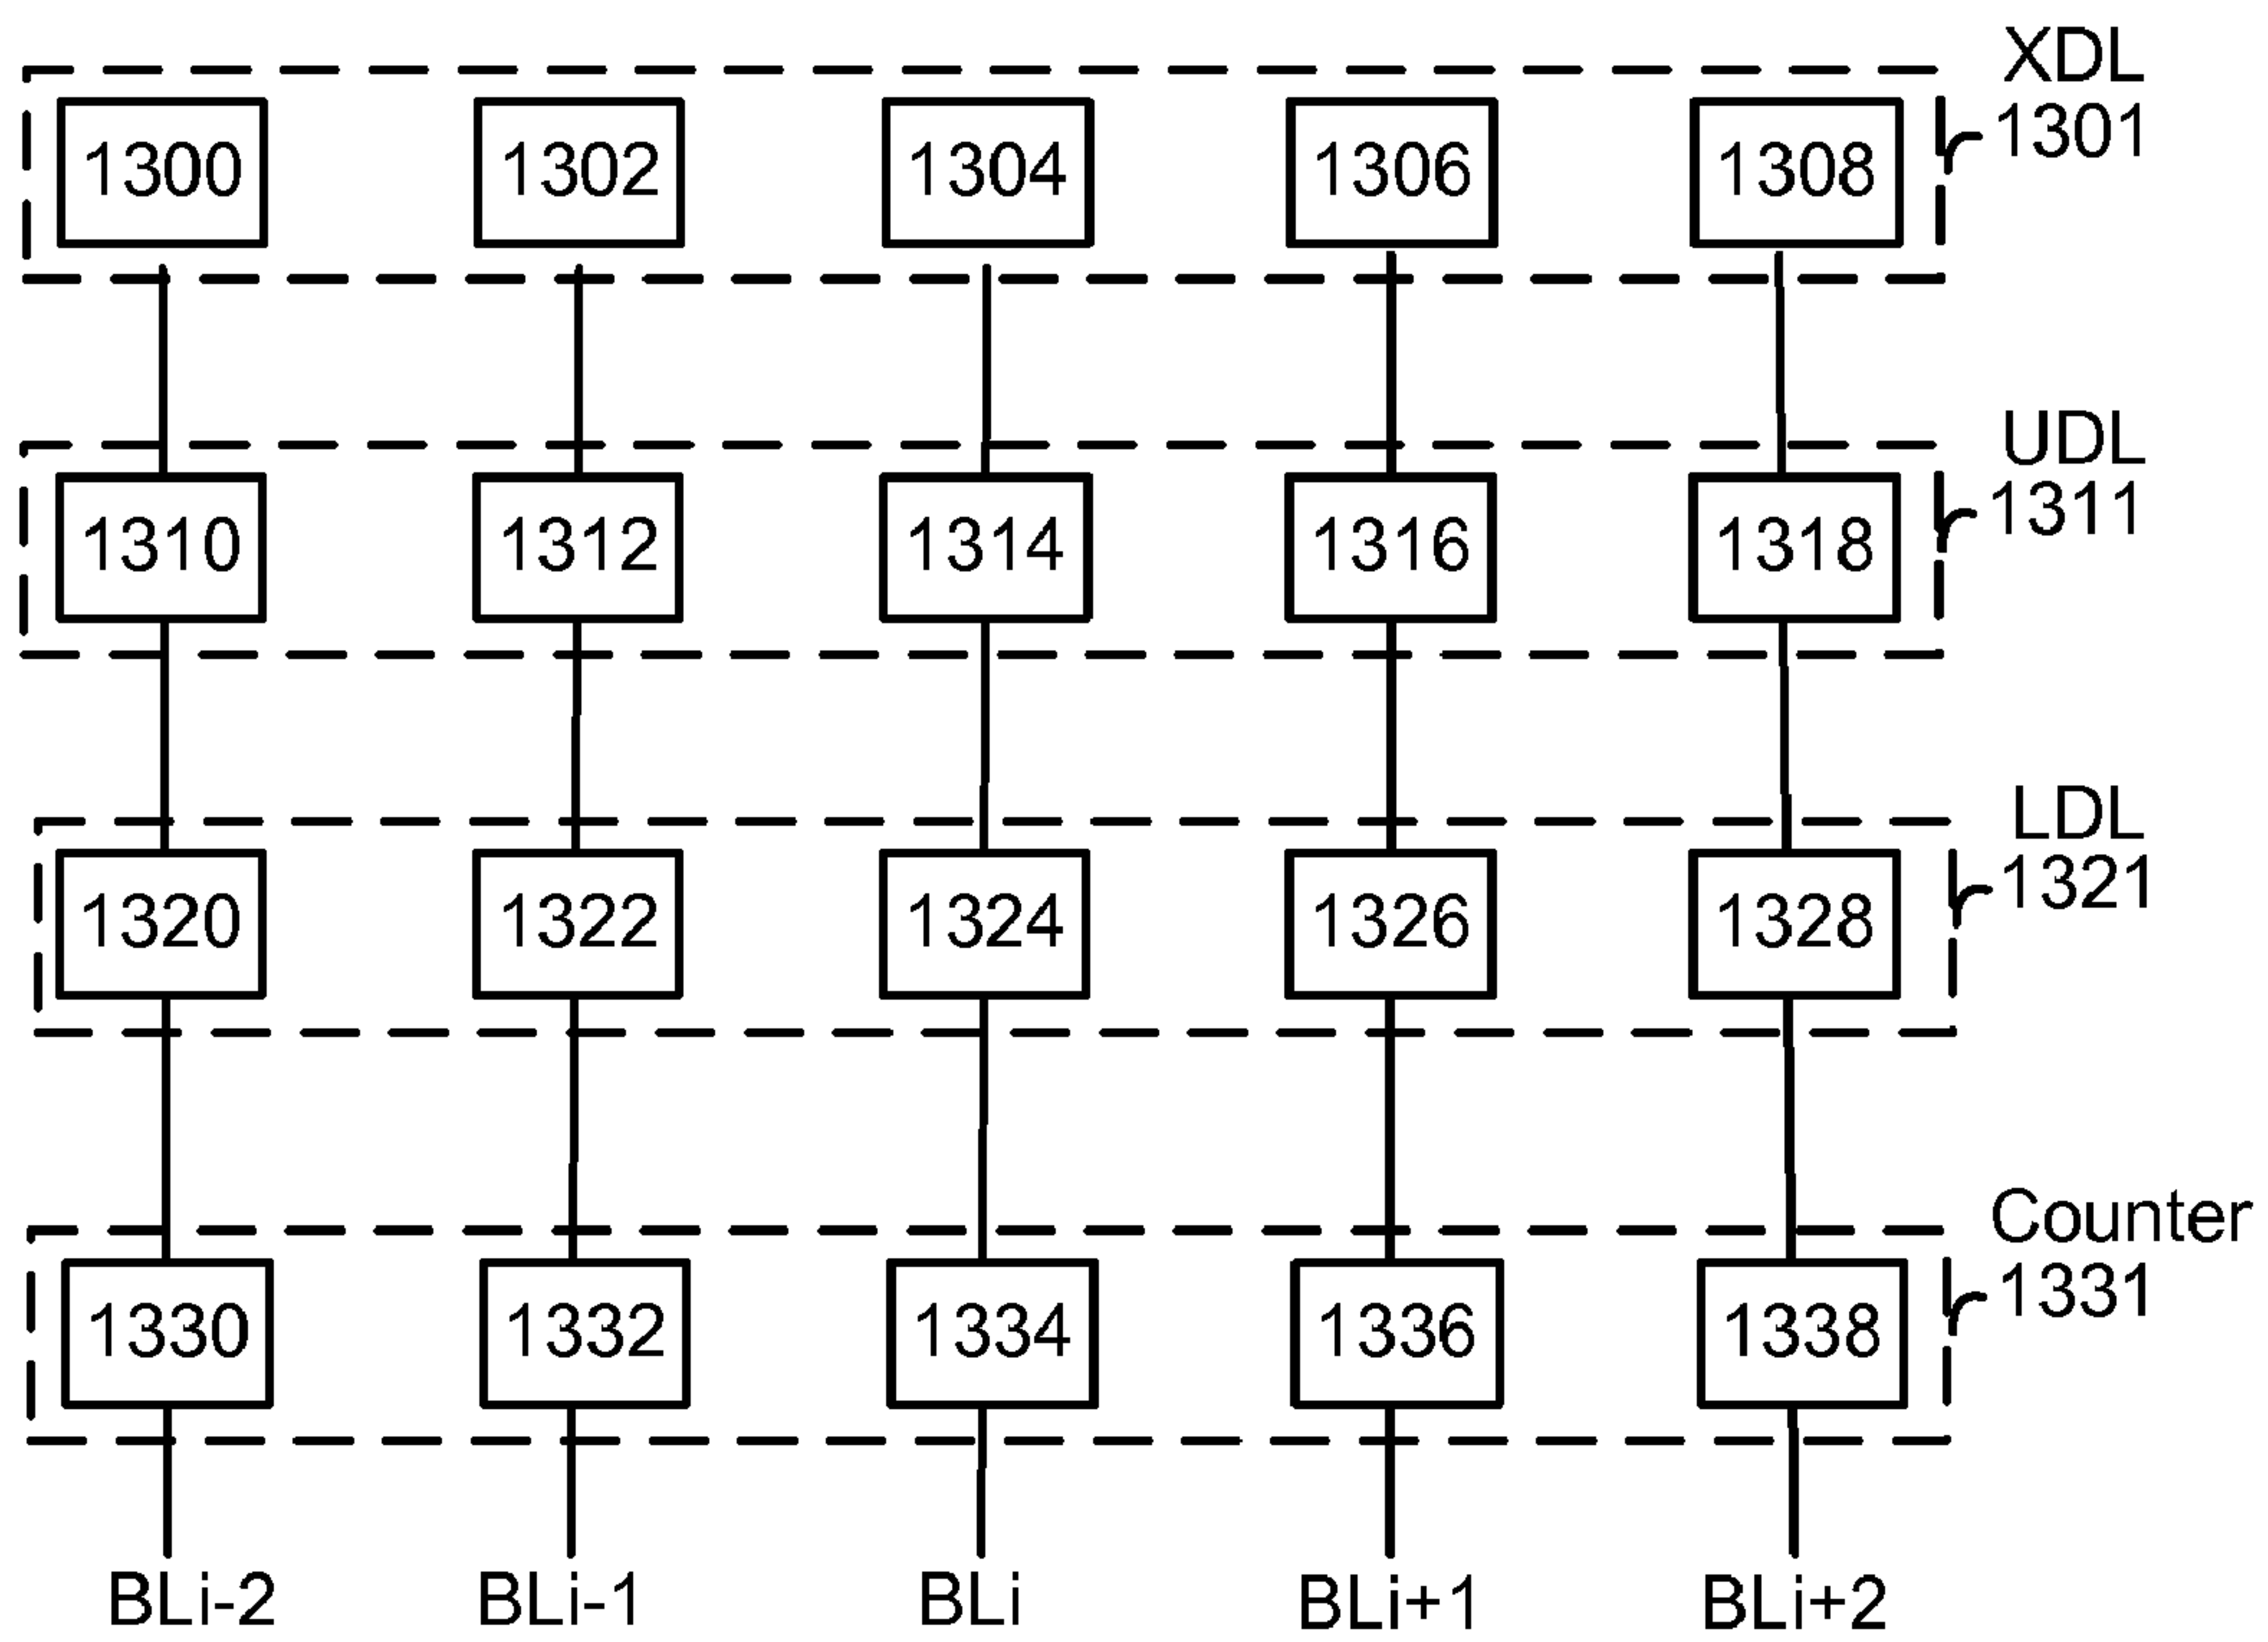 XDL
1301
1300 1302 1304 1306 1308
UDL
1311
1310 1312 1314 1316 1318
LDL
1321
1320 1322 1324 1326 1328
Counter
1331
1330 1332 1334 1336 1338
BLi-2 BLi-1 BLi BLi+1 BLi+2